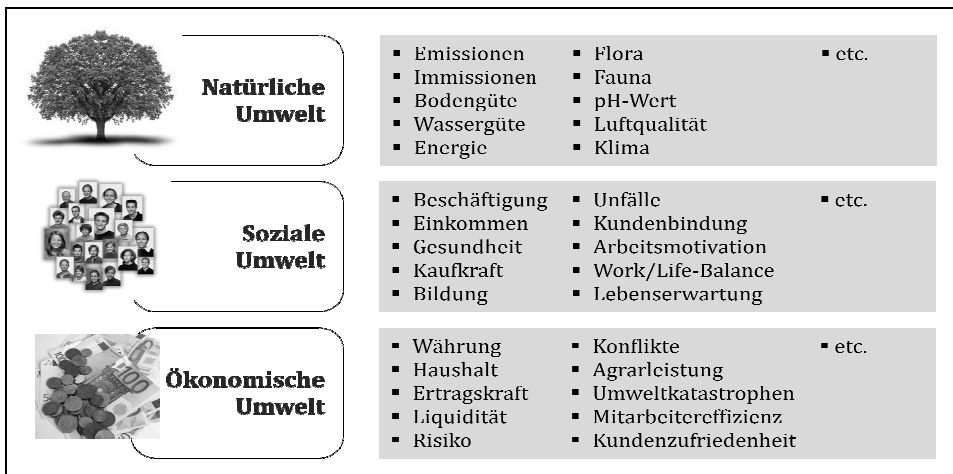 Natürliche
Umwelt
▪ Emissionen
▪ Immissionen
▪ Bodengüte
▪ Wassergüte
▪ Energie
▪ Flora
▪ Fauna
▪ pH-Wert
▪ Luftqualität
▪ Klima
▪ etc.
Soziale
Umwelt
▪ Beschäftigung
▪ Einkommen
▪ Gesundheit
▪ Kaufkraft
▪ Bildung
▪ Unfälle
▪ Kundenbindung
▪ Arbeitsmotivation
▪ Work/Life-Balance
▪ Lebenserwartung
▪ etc.
Ökonomische
Umwelt
▪ Währung
▪ Haushalt
▪ Ertragskraft
▪ Liquidität
▪ Risiko
▪ Konflikte
▪ Agrarleistung
▪ Umweltkatastrophen
▪ Mitarbeitereffizienz
▪ Kundenzufriedenheit
▪ etc.
100